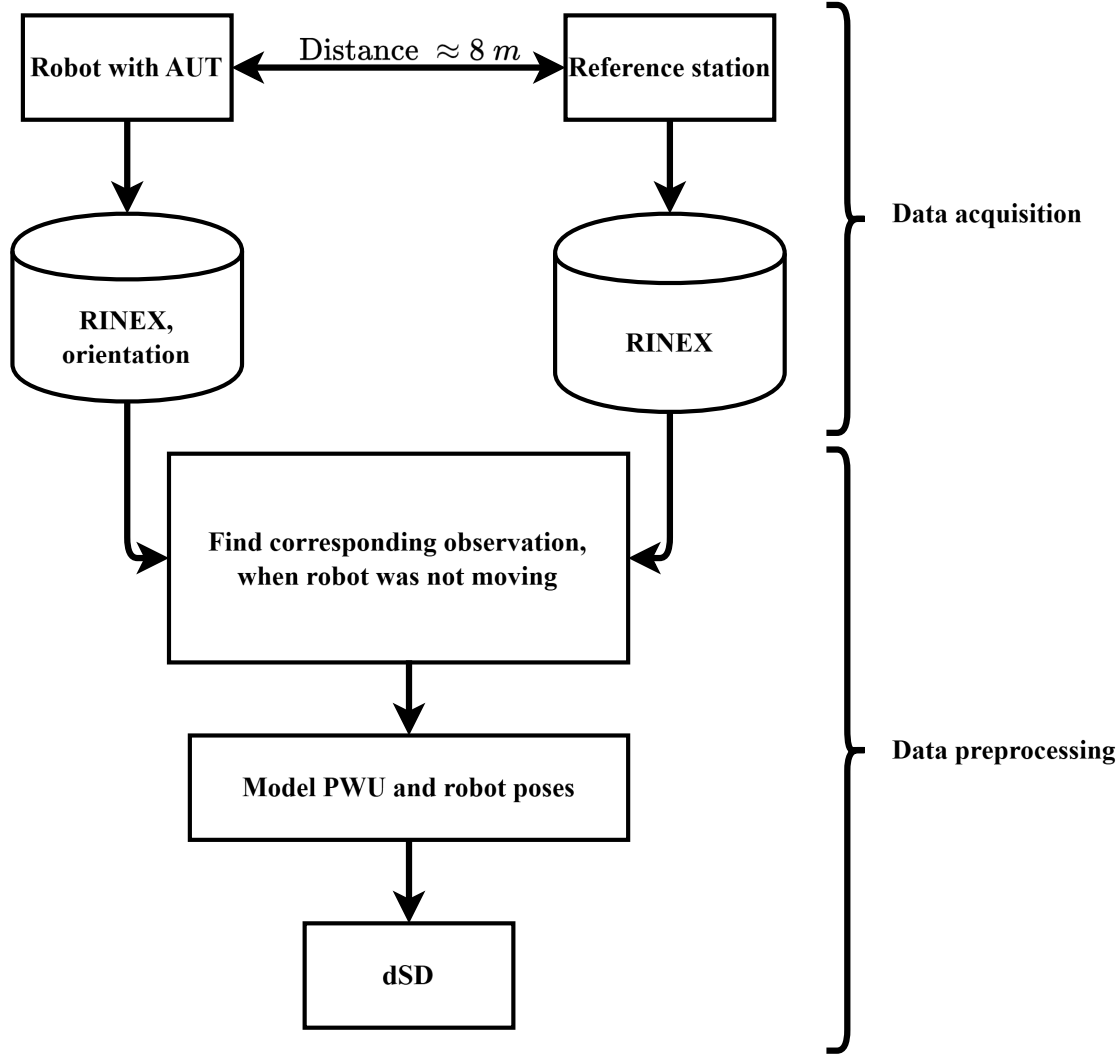 Robot with AUT
Distance ≈ 8 m
Reference station
Data acquisition
RINEX,
orientation
RINEX
Find corresponding observation,
when robot was not moving
Data preprocessing
Model PWU and robot poses
dSD